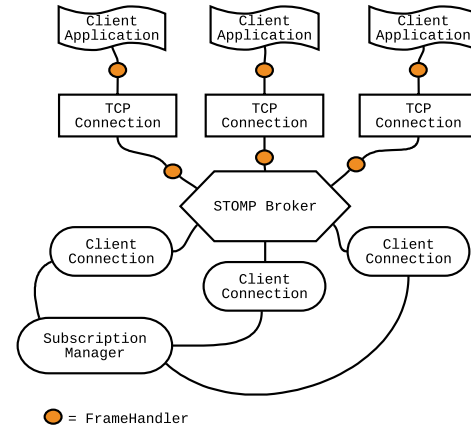 Client
Application
Client
Application
Client
Application
TCP
Connection
TCP
Connection
TCP
Connection
STOMP Broker
Client
Connection
Client
Connection
Client
Connection
Subscription
Manager
= FrameHandler